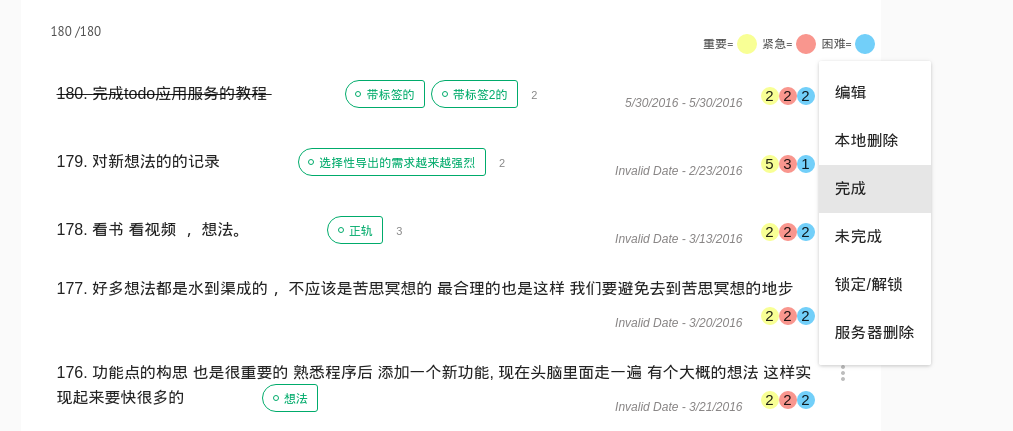 180 /180
重要= 紧急= 困难=
180. 完成todo应用服务的教程 带标签的 带标签2的 2 5/30/2016 - 5/30/2016 2 2 2
编辑
本地删除
179. 对新想法的的记录 选择性导出的需求越来越强烈 2 Invalid Date - 2/23/2016 5 3 1
完成
178. 看书 看视频 ，想法。 正轨 3 Invalid Date - 3/13/2016 2 2 2
未完成
177. 好多想法都是水到渠成的， 不应该是苦思冥想的 最合理的也是这样 我们要避免去到苦思冥想的地步
锁定/解锁
Invalid Date - 3/20/2016 2 2 2
服务器删除
176. 功能点的构思 也是很重要的 熟悉程序后 添加一个新功能, 现在头脑里面走一遍 有个大概的想法 这样实
现起来要快很多的 想法 Invalid Date - 3/21/2016 2 2 2